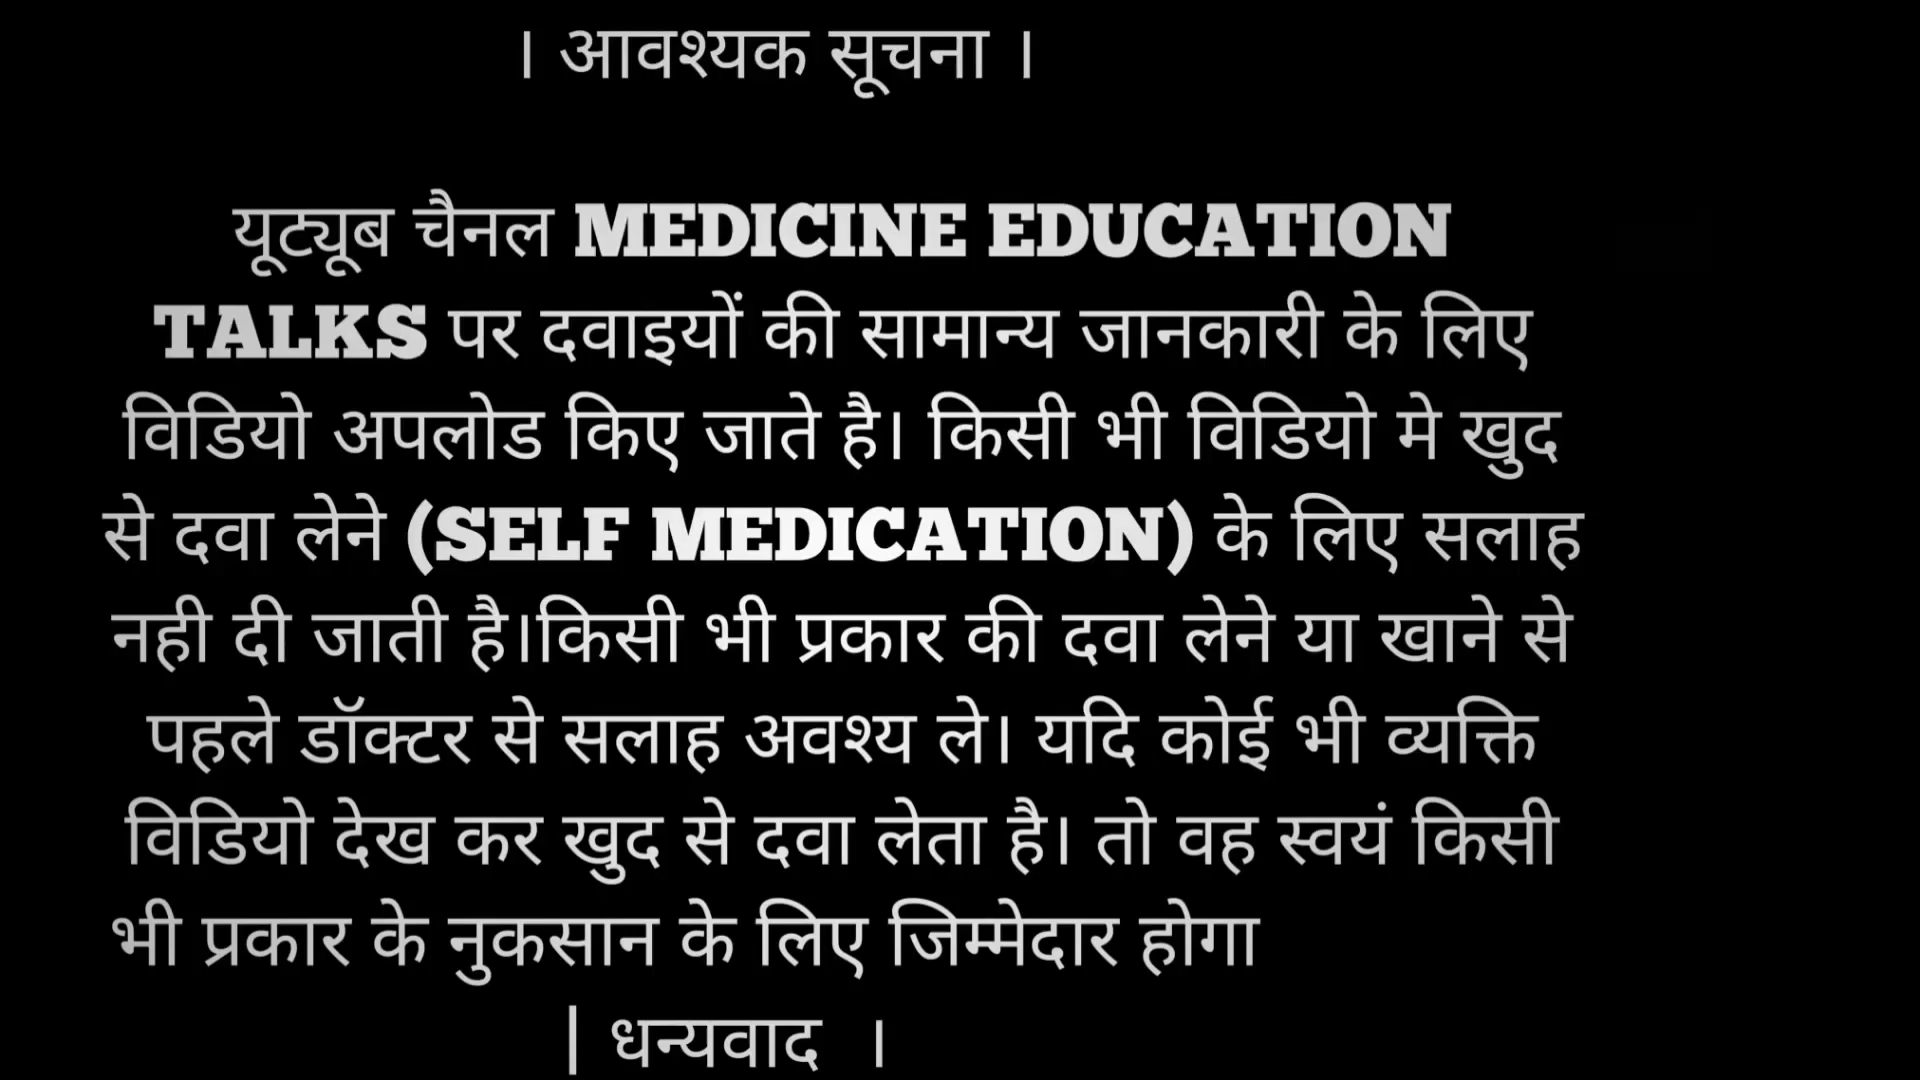 । आवश्यक सूचना ।
यूट्यूब चैनल MEDICINE EDUCATION
TALKS पर दवाइयों की सामान्य जानकारी के लिए
विडियो अपलोड किए जाते है। किसी भी विडियो मे खुद
से दवा लेने (SELF MEDICATION) के लिए सलाह
नही दी जाती है।किसी भी प्रकार की दवा लेने या खाने से
पहले डॉक्टर से सलाह अवश्य ले। यदि कोई भी व्यक्ति
विडियो देख कर खुद से दवा लेता है। तो वह स्वयं किसी
भी प्रकार के नुकसान के लिए जिम्मेदार होगा
| धन्यवाद ।